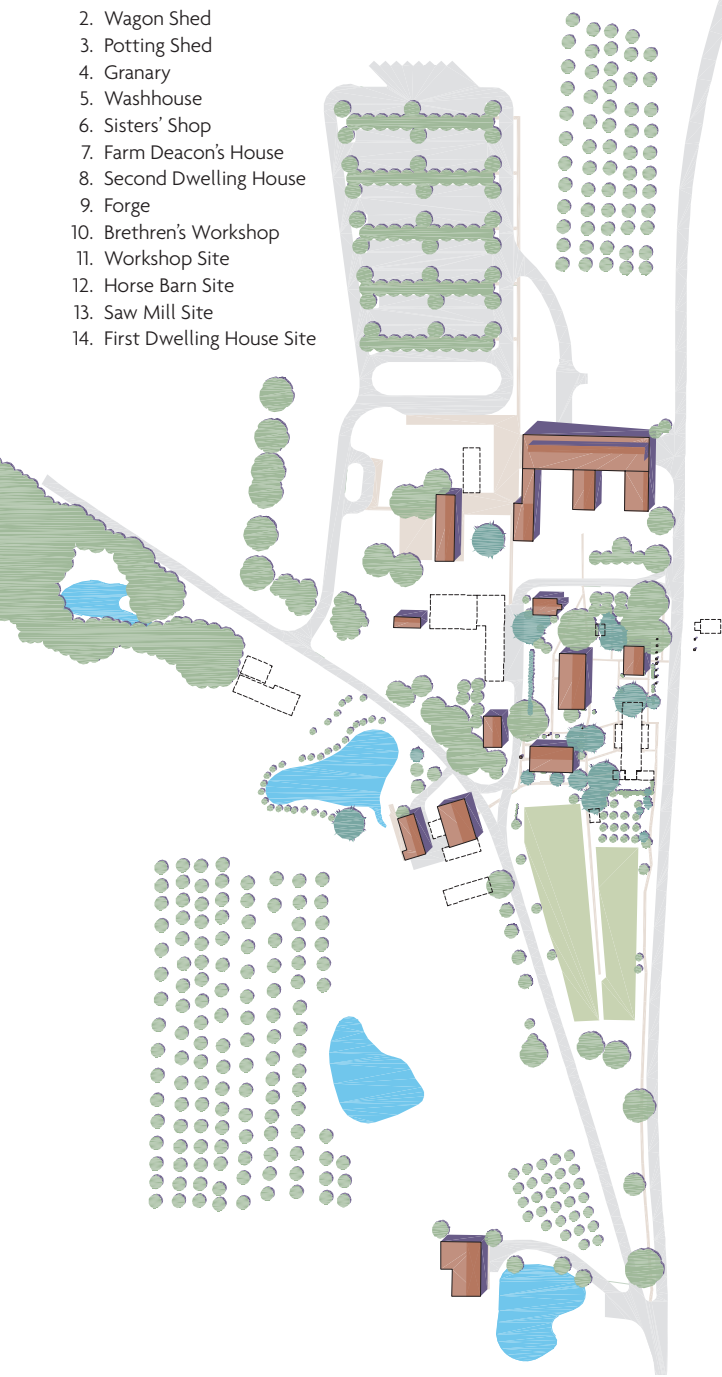 2. Wagon Shed
3. Potting Shed
4. Granary
5. Washhouse
6. Sisters' Shop
7. Farm Deacon's House
8. Second Dwelling House
9. Forge
10. Brethren's Workshop
11. Workshop Site
12. Horse Barn Site
13. Saw Mill Site
14. First Dwelling House Site